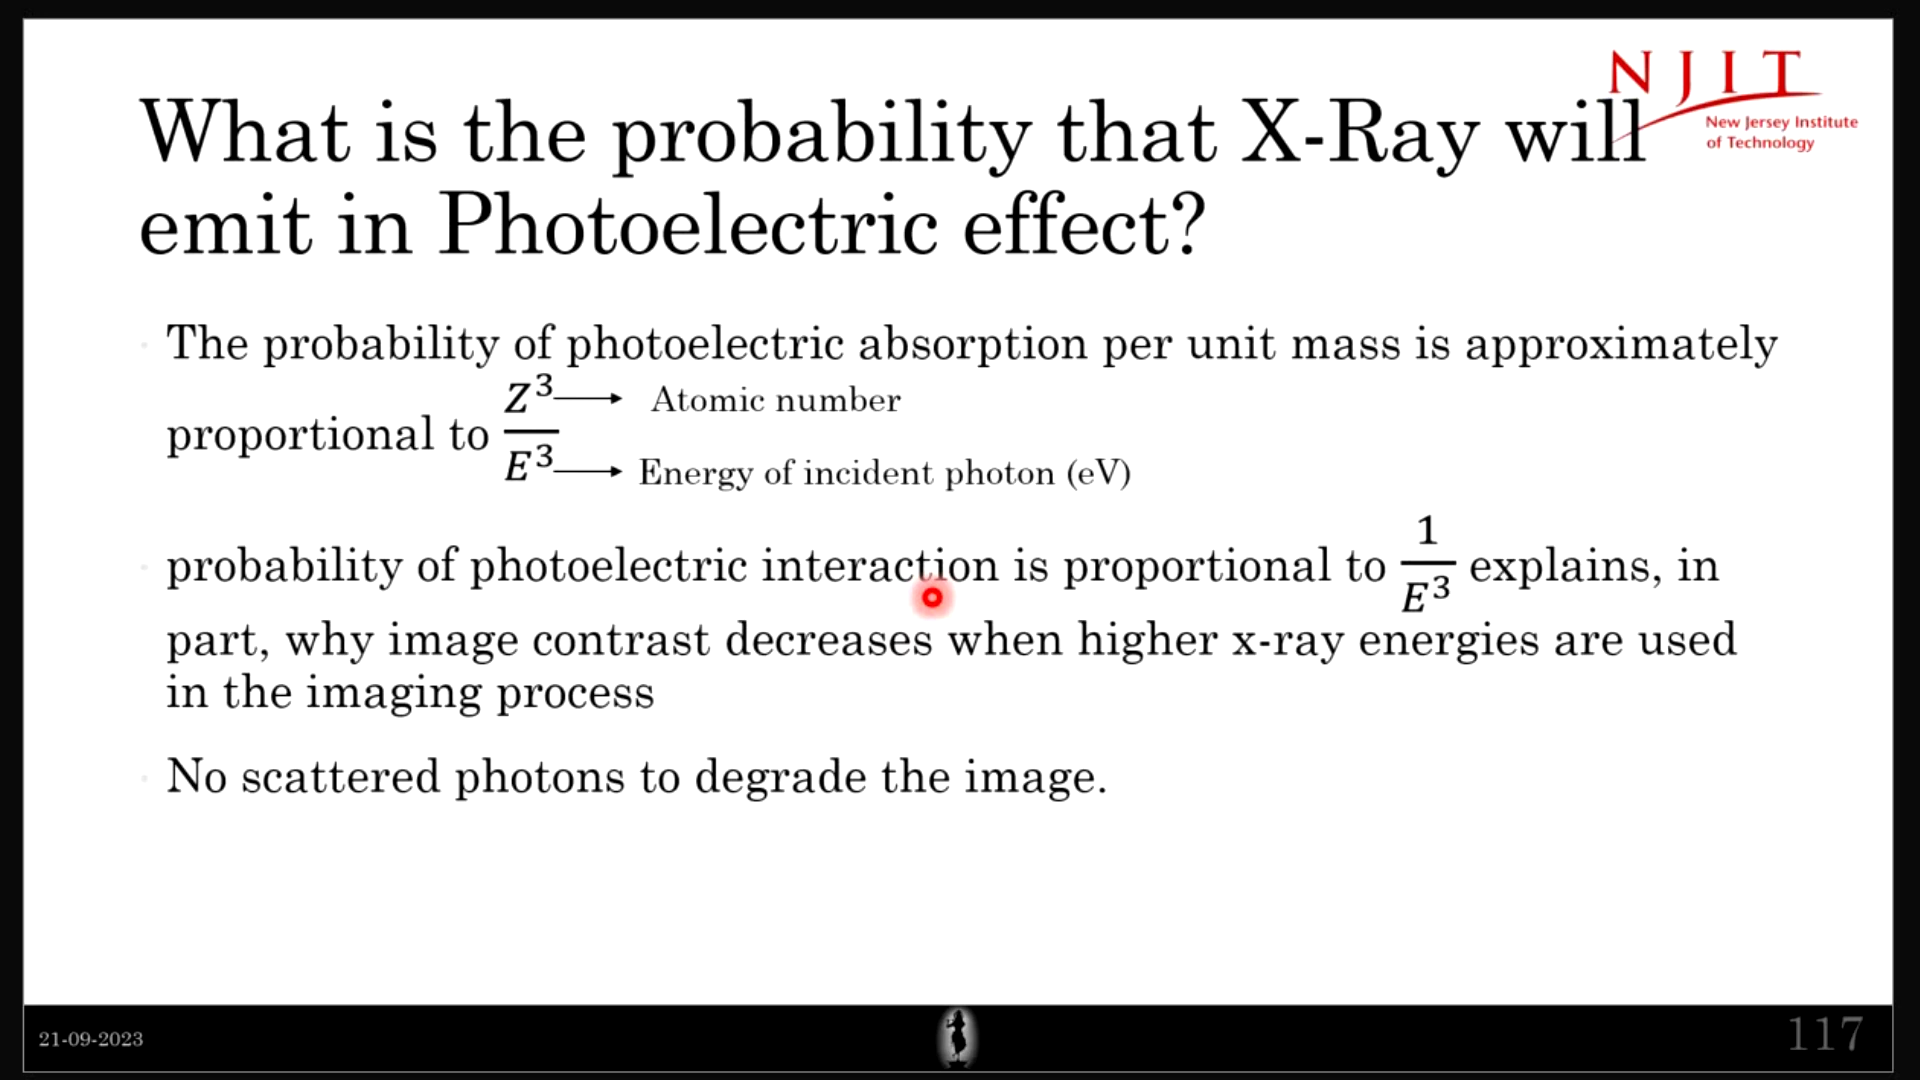 NJIT
What is the probability that X-Ray will
New Jersey Institute
of Technology
emit in Photoelectric effect?
The probability of photoelectric absorption per unit mass is approximately
proportional to Z³/E³
Atomic number
Energy of incident photon (eV)
probability of photoelectric interaction is proportional to 1/E³ explains, in
part, why image contrast decreases when higher x-ray energies are used
in the imaging process
No scattered photons to degrade the image.
21-09-2023
117